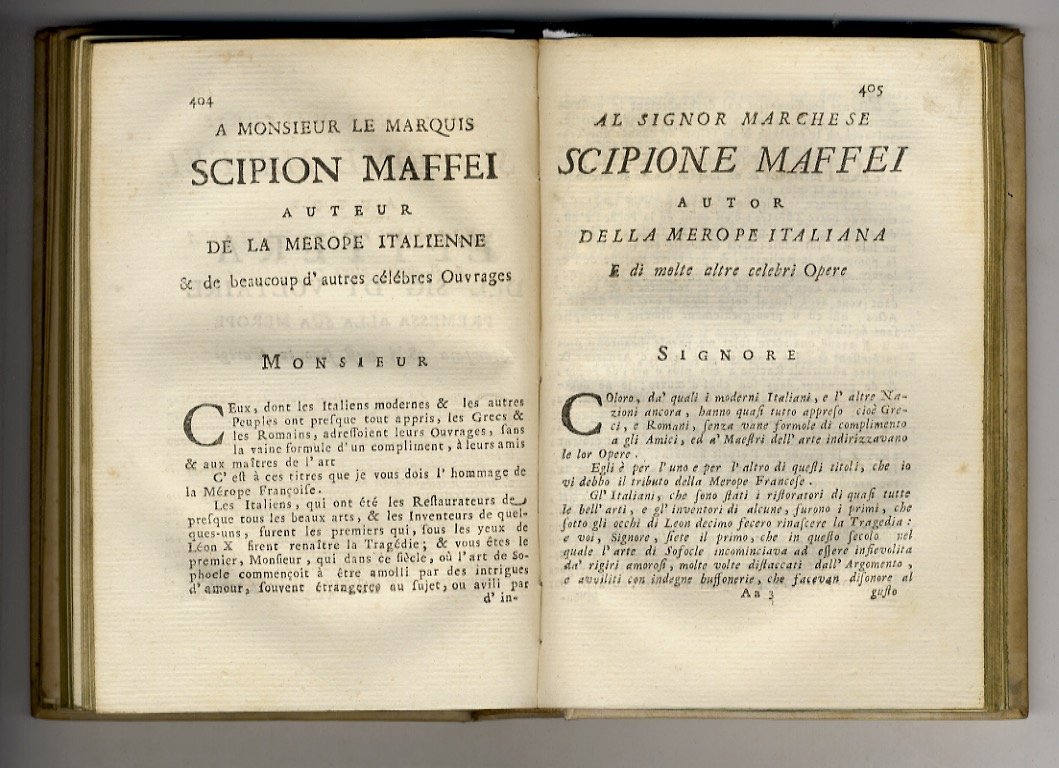 404
A MONSIEUR LE MARQUIS
SCIPION MAFFEI
AUTEUR
DE LA MEROPE ITALIENNE
& de beaucoup d' autres célébres Ouvrages
MONSIEUR
CEux, dont les Italiens modernes & les autres
Peuples ont preſque tout appris, les Grecs &
les Romains, adreſſoient leurs Ouvrages, ſans
la vaine formule d'un compliment, à leurs amis
& aux maîtres de l' art
C' eſt à ces titres que je vous dois l' hommage de
la Mérope Françoiſe.
Les Italiens, qui ont été les Reſtaurateurs de
preſque tous les beaux arts, & les Inventeurs de quel-
ques-uns, furent les premiers qui, ſous les yeux de
Léon X firent renaître la Tragédie; & vous êtes le
premier, Monſieur, qui dans ce ſiècle, où l'art de So-
phocle commençoit à être amolli par des intrigues
d'amour, ſouvent étrangeres au ſujet, ou avili par
d' in-
405
AL SIGNOR MARCHESE
SCIPIONE MAFFEI
AUTOR
DELLA MEROPE ITALIANA
E di molte altre celebri Opere
SIGNORE
COloro, da' quali i moderni Italiani, e l' altre Na-
zioni ancora, hanno quaſi tutto appreſo cioè Gre-
ci, e Romani, ſenza vane formole di complimento
a gli Amici, ed a' Maeſtri dell' arte indirizzavano
le lor Opere.
Egli è per l' uno e per l' altro di queſti titoli, che io
vi debbo il tributo della Merope Franceſe.
Gl' Italiani, che ſono ſtati i riſtoratori di quaſi tutte
le bell' arti, e gl' inventori di alcune, furono i primi, che
ſotto gli occhi di Leon decimo fecero rinaſcere la Tragedia:
e voi, Signore, ſiete il primo, che in queſto ſecolo nel
quale l' arte di Sofocle incominciava ad eſſere infievolita
da' rigiri amoroſi, molte volte diſtaccati dall' Argomento,
e avviliti con indegne buffonerie, che facevan diſonore al
Aa 3
guſto